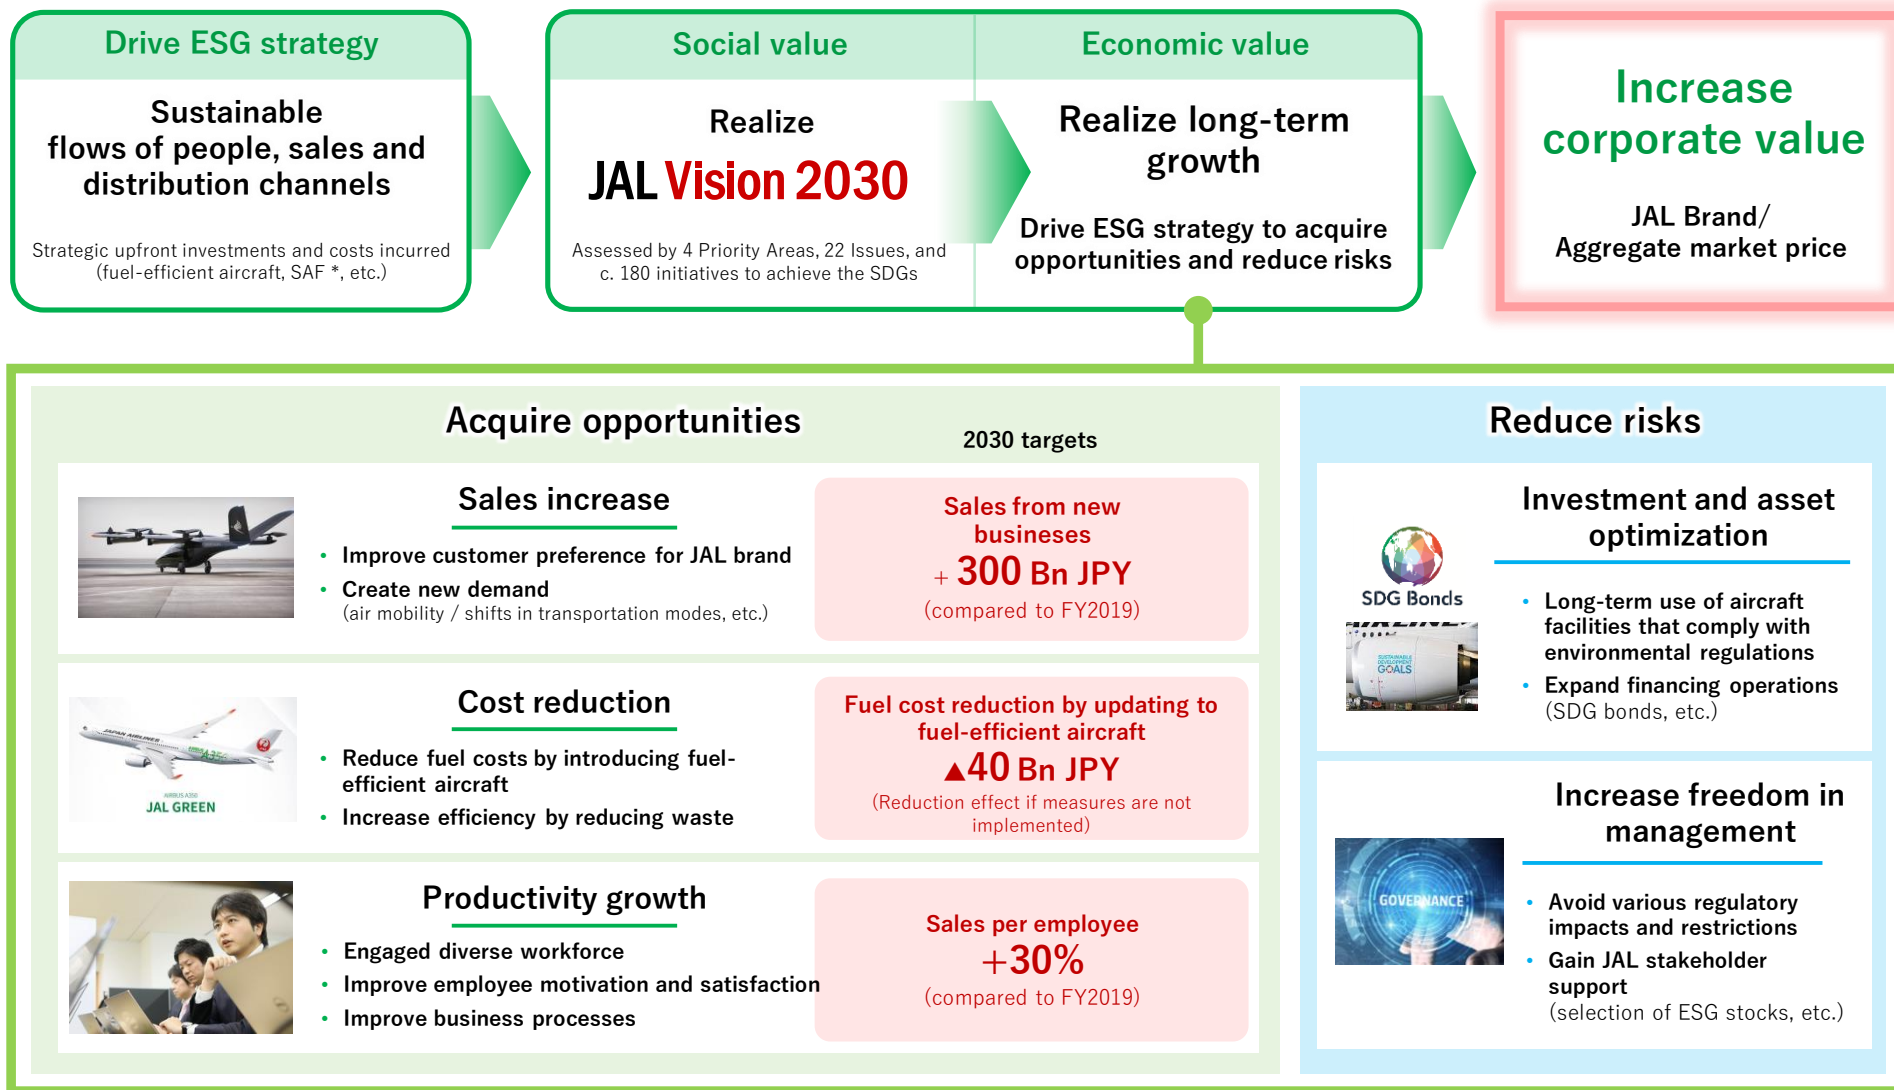 Drive ESG strategy
Sustainable
flows of people, sales and
distribution channels
Strategic upfront investments and costs incurred
(fuel-efficient aircraft, SAF *, etc.)
Social value
Realize
JAL Vision 2030
Assessed by 4 Priority Areas, 22 Issues, and
c. 180 initiatives to achieve the SDGs
Economic value
Realize long-term
growth
Drive ESG strategy to acquire
opportunities and reduce risks
Increase
corporate value
JAL Brand/
Aggregate market price
Acquire opportunities
2030 targets
Sales increase
• Improve customer preference for JAL brand
• Create new demand
(air mobility / shifts in transportation modes, etc.)
Sales from new
busineses
+ 300 Bn JPY
(compared to FY2019)
JAPAN AIRLINES
AIRBUS A350
JAL GREEN
Cost reduction
• Reduce fuel costs by introducing fuel-
efficient aircraft
• Increase efficiency by reducing waste
Fuel cost reduction by updating to
fuel-efficient aircraft
▲40 Bn JPY
(Reduction effect if measures are not
implemented)
Productivity growth
• Engaged diverse workforce
• Improve employee motivation and satisfaction
• Improve business processes
Sales per employee
+30%
(compared to FY2019)
Reduce risks
SDG Bonds
SUSTAINABLE
DEVELOPMENT
GOALS
Investment and asset
optimization
• Long-term use of aircraft
facilities that comply with
environmental regulations
• Expand financing operations
(SDG bonds, etc.)
GOVERNANCE
Increase freedom in
management
• Avoid various regulatory
impacts and restrictions
• Gain JAL stakeholder
support
(selection of ESG stocks, etc.)